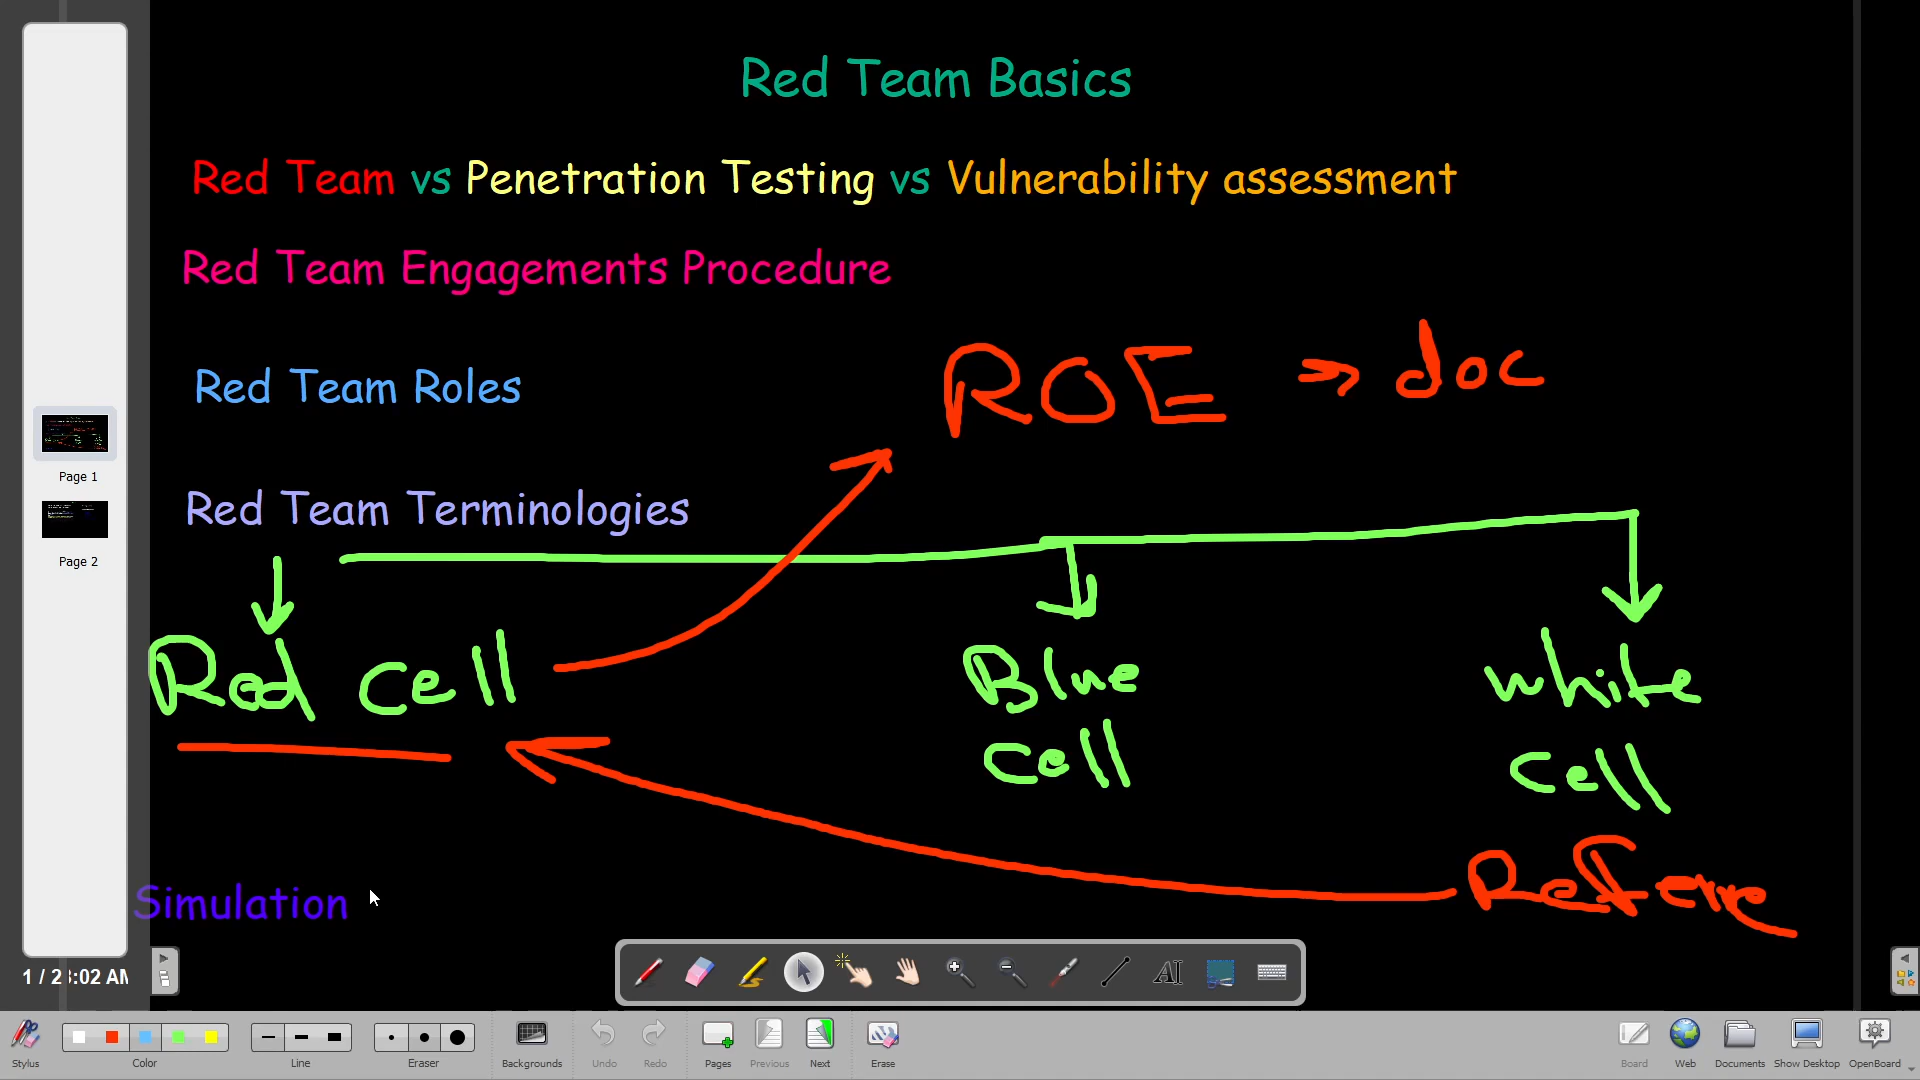 Red Team Basics
Red Team vs Penetration Testing vs Vulnerability assessment
Red Team Engagements Procedure
ROE → doc
Red Team Roles
Red Team Terminologies
Page 1
Page 2
Red cell
Blue cell
white cell
Simulation
1 / 2
Stylus
Color
Line
Eraser
Backgrounds
Undo
Redo
Pages
Previous
Next
Erase
Board
Web
Documents
Show Desktop
OpenBoard